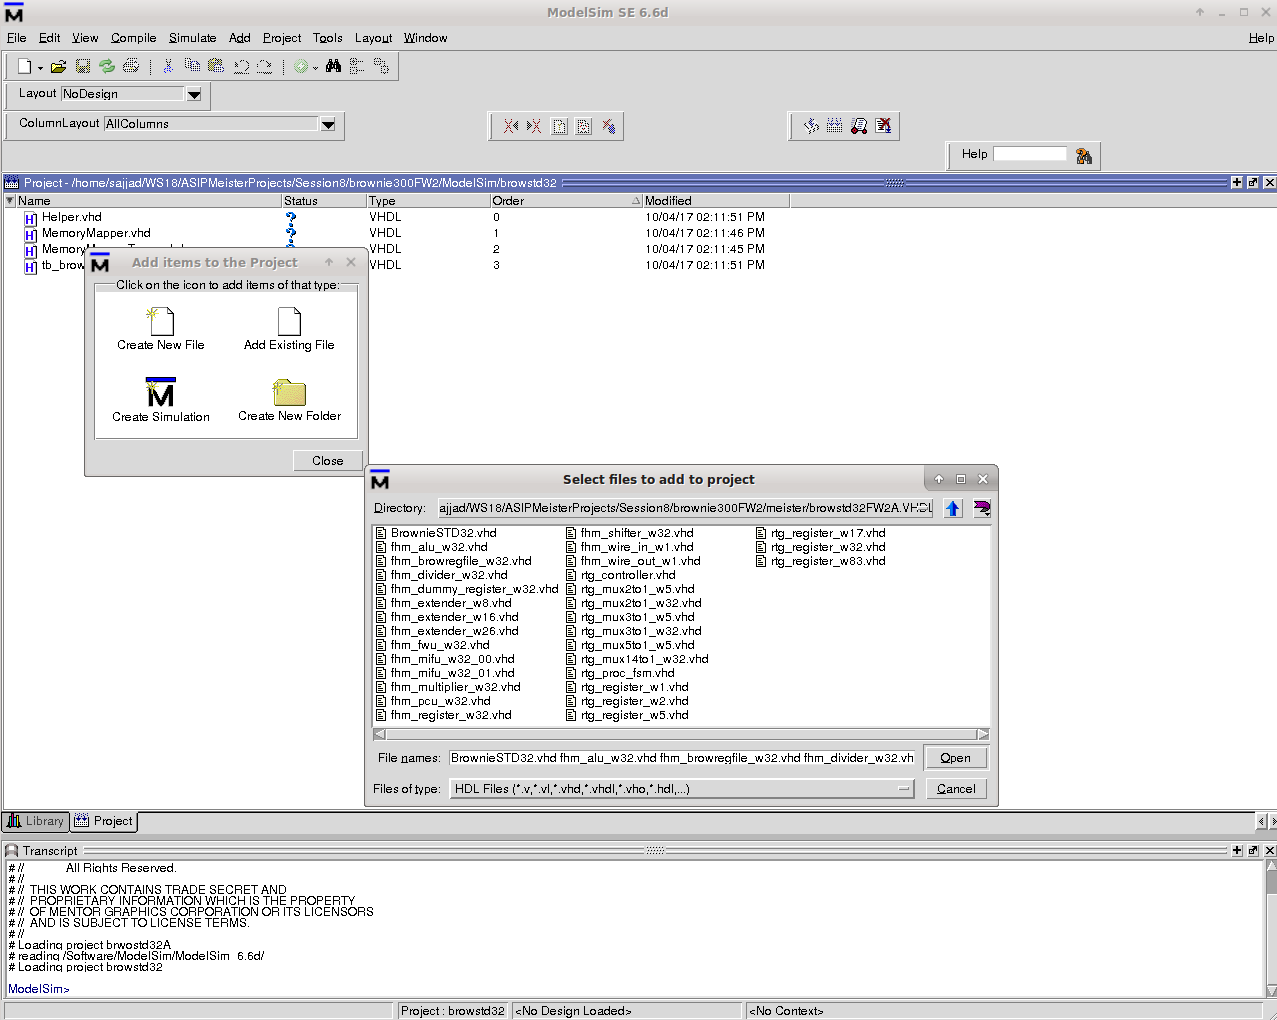 ModelSim SE 6.6d
File Edit View Compile Simulate Add Project Tools Layout Window Help
Layout NoDesign
ColumnLayout AllColumns
Help
Project - /home/sajjad/WS18/ASIPMeisterProjects/Session8/brownie300FW2/ModelSim/browstd32
Name Status Type Order Modified
Helper.vhd ? VHDL 0 10/04/17 02:11:51 PM
MemoryMapper.vhd ? VHDL 1 10/04/17 02:11:46 PM
VHDL 2 10/04/17 02:11:45 PM
tb_brow VHDL 3 10/04/17 02:11:51 PM
Add items to the Project
Click on the icon to add items of that type:
Create New File Add Existing File
Create Simulation Create New Folder
Close
Select files to add to project
Directory: ajjad/WS18/ASIPMeisterProjects/Session8/brownie300FW2/meister/browstd32FW2A.VHDL
BrownieSTD32.vhd fhm_shifter_w32.vhd rtg_register_w17.vhd
fhm_alu_w32.vhd fhm_wire_in_w1.vhd rtg_register_w32.vhd
fhm_browregfile_w32.vhd fhm_wire_out_w1.vhd rtg_register_w83.vhd
fhm_divider_w32.vhd rtg_controller.vhd
fhm_dummy_register_w32.vhd rtg_mux2to1_w5.vhd
fhm_extender_w8.vhd rtg_mux2to1_w32.vhd
fhm_extender_w16.vhd rtg_mux3to1_w5.vhd
fhm_extender_w26.vhd rtg_mux3to1_w32.vhd
fhm_fwu_w32.vhd rtg_mux5to1_w5.vhd
fhm_mifu_w32_00.vhd rtg_mux14to1_w32.vhd
fhm_mifu_w32_01.vhd rtg_proc_fsm.vhd
fhm_multiplier_w32.vhd rtg_register_w1.vhd
fhm_pcu_w32.vhd rtg_register_w2.vhd
fhm_register_w32.vhd rtg_register_w5.vhd
File names: BrownieSTD32.vhd fhm_alu_w32.vhd fhm_browregfile_w32.vhd fhm_divider_w32.vh Open
Files of type: HDL Files (*.v,*.vl,*.vhd,*.vhdl,*.vho,*.hdl,...) Cancel
Library Project
Transcript
# // All Rights Reserved.
# //
# // THIS WORK CONTAINS TRADE SECRET AND
# // PROPRIETARY INFORMATION WHICH IS THE PROPERTY
# // OF MENTOR GRAPHICS CORPORATION OR ITS LICENSORS
# // AND IS SUBJECT TO LICENSE TERMS.
# //
# Loading project brwostd32A
# reading /Software/ModelSim/ModelSim_6.6d/
# Loading project browstd32
ModelSim>
Project : browstd32 <No Design Loaded> <No Context>